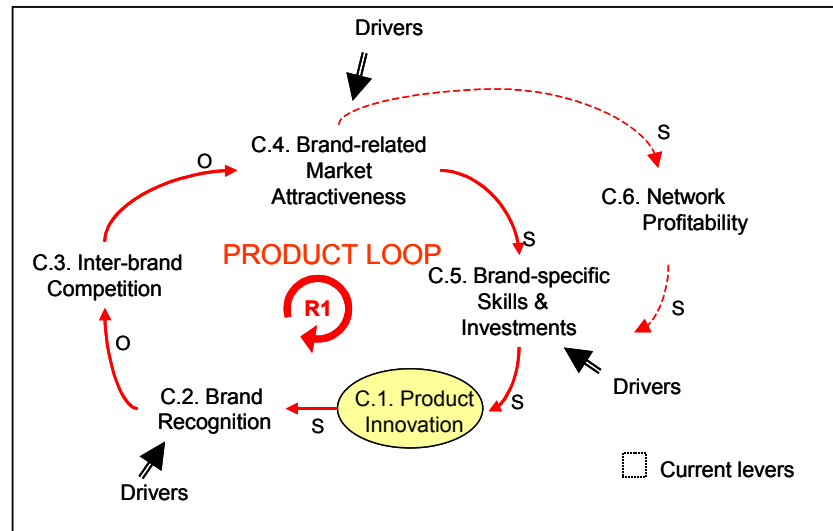 Drivers
S
C.4. Brand-related
Market
Attractiveness
O
C.6. Network
Profitability
PRODUCT LOOP
S
C.3. Inter-brand
Competition
C.5. Brand-specific
Skills &
Investments
R1
S
O
Drivers
C.2. Brand
Recognition
S
C.1. Product
Innovation
S
Drivers
Current levers